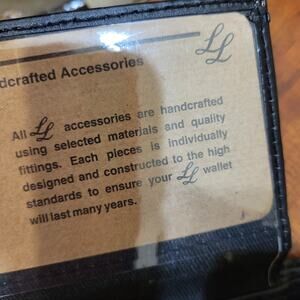 LL
dcrafted Accessories
All LL accessories are handcrafted
using selected materials and quality
fittings. Each pieces is individually
designed and constructed to the high
standards to ensure your LL wallet
will last many years.